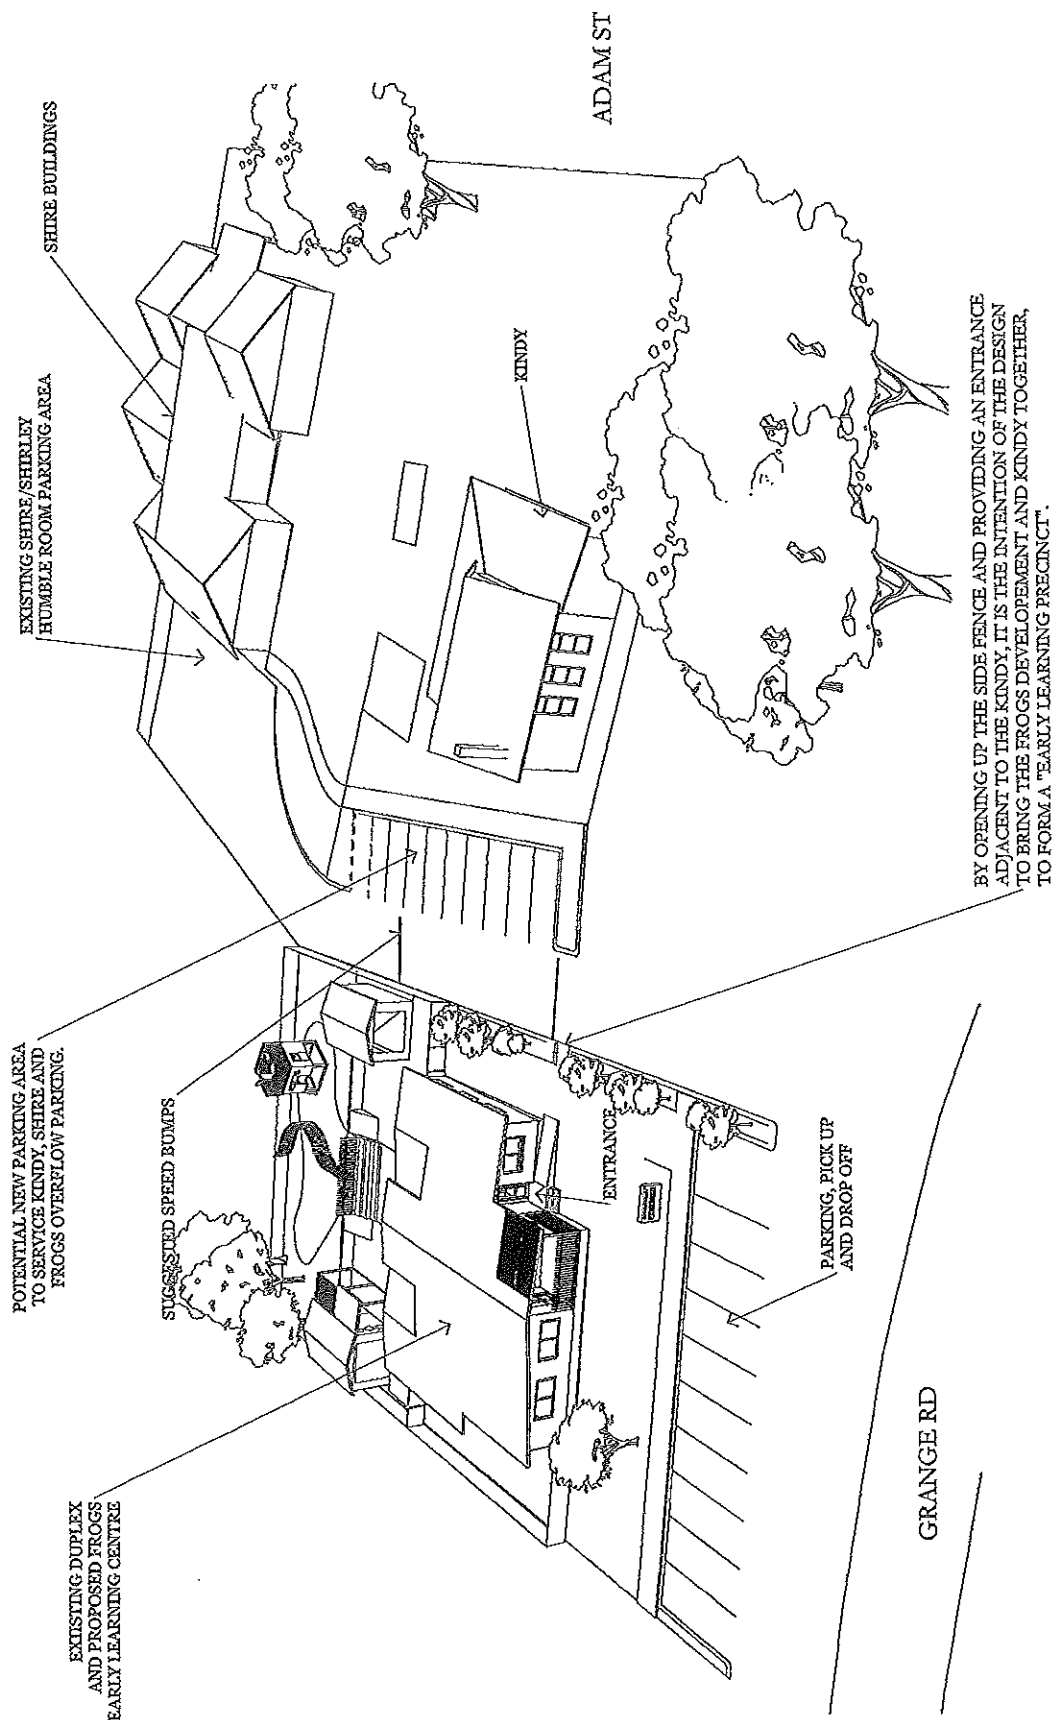 EXIISTING DUPLEX
AND PROPOSED FROGS
EARLY LEARNING CENTRE
POTENTIAL NEW PARKING AREA
TO SERVICE KINDY, SHIRE AND
FROGS OVERFLOW PARKING.
SUGGESTED SPEED BUMPS
EXISTING SHIRE/SHIRLEY
HUMBLE ROOM PARKING AREA
SHIRE BUILDINGS
KINDY
ADAM ST
ENTRANCE
PARKING, PICK UP
AND DROP OFF
GRANGE RD
BY OPENING UP THE SIDE FENCE AND PROVIDING AN ENTRANCE
ADJACENT TO THE KINDY, IT IS THE INTENTION OF THE DESIGN
TO BRING THE FROGS DEVELOPEMENT AND KINDY TOGETHER,
TO FORM A "EARLY LEARNING PRECINCT".